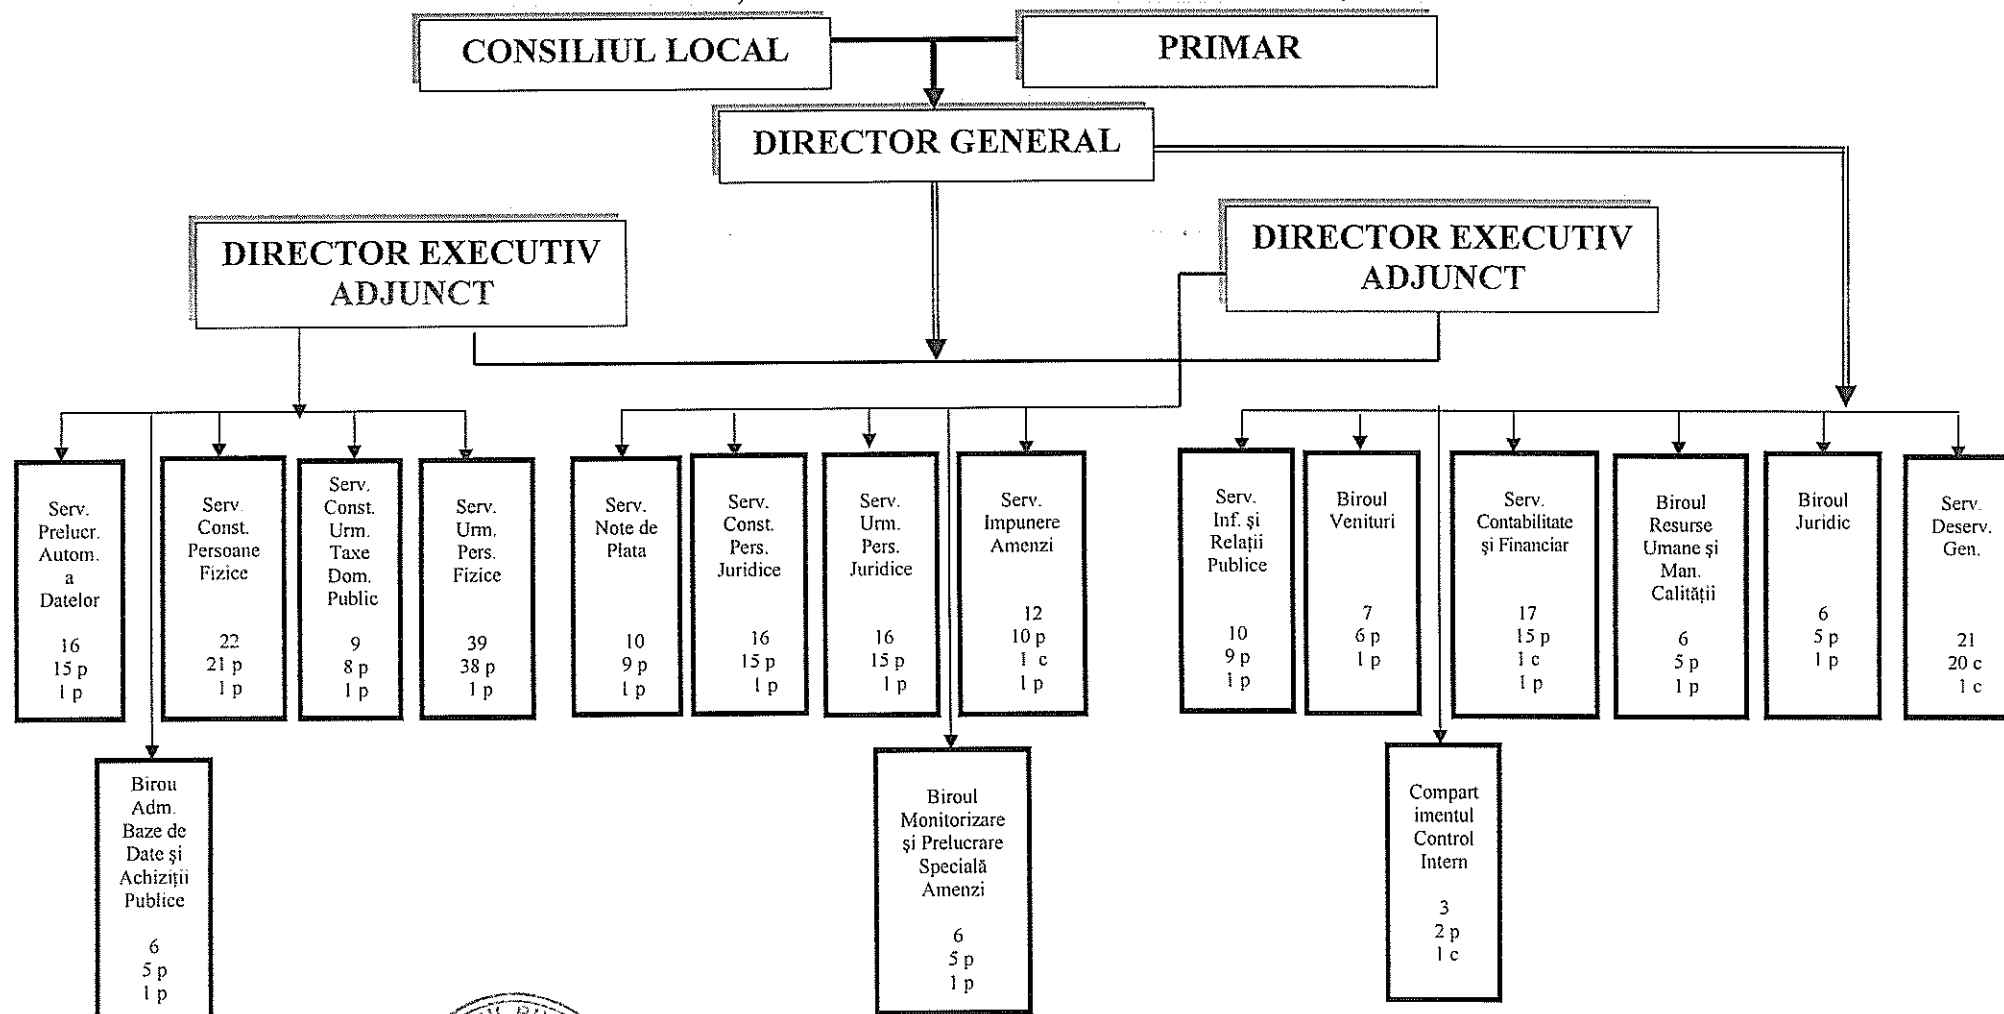 CONSILIUL LOCAL
PRIMAR
DIRECTOR GENERAL
DIRECTOR EXECUTIV
ADJUNCT
DIRECTOR EXECUTIV
ADJUNCT
Serv.
Prelucr.
Autom.
a
Datelor
16
15 p
1 p
Serv.
Const.
Persoane
Fizice
22
21 p
1 p
Serv.
Const.
Urm.
Taxe
Dom.
Public
9
8 p
1 p
Serv.
Urm.
Pers.
Fizice
39
38 p
1 p
Serv.
Note de
Plata
10
9 p
1 p
Serv.
Const.
Pers.
Juridice
16
15 p
1 p
Serv.
Urm.
Pers.
Juridice
16
15 p
1 p
Serv.
Impunere
Amenzi
12
10 p
1 c
1 p
Serv.
Inf. şi
Relaţii
Publice
10
9 p
1 p
Biroul
Venituri
7
6 p
1 p
Serv.
Contabilitate
şi Financiar
17
15 p
1 c
1 p
Biroul
Resurse
Umane şi
Man.
Calităţii
6
5 p
1 p
Biroul
Juridic
6
5 p
1 p
Serv.
Deserv.
Gen.
21
20 c
1 c
Birou
Adm.
Baze de
Date şi
Achiziţii
Publice
6
5 p
1 p
Biroul
Monitorizare
şi Prelucrare
Specială
Amenzi
6
5 p
1 p
Compart
imentul
Control
Intern
3
2 p
1 c